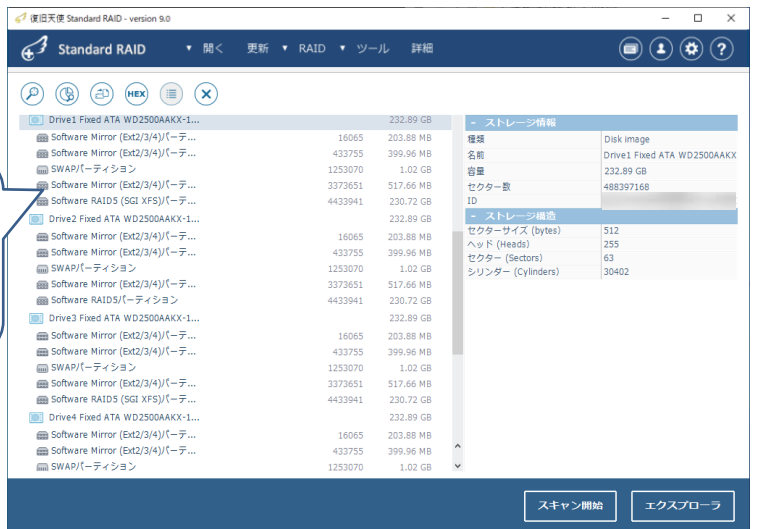 復旧天使 Standard RAID - version 9.0
Standard RAID ▼ 開く 更新 ▼ RAID ▼ ツール 詳細
HEX
Drive1 Fixed ATA WD2500AAKX-1... 232.89 GB
Software Mirror (Ext2/3/4)パーテ... 16065 203.88 MB
Software Mirror (Ext2/3/4)パーテ... 433755 399.96 MB
SWAPパーティション 1253070 1.02 GB
Software Mirror (Ext2/3/4)パーテ... 3373651 517.66 MB
Software RAID5 (SGI XFS)パーテ... 4433941 230.72 GB
Drive2 Fixed ATA WD2500AAKX-1... 232.89 GB
Software Mirror (Ext2/3/4)パーテ... 16065 203.88 MB
Software Mirror (Ext2/3/4)パーテ... 433755 399.96 MB
SWAPパーティション 1253070 1.02 GB
Software Mirror (Ext2/3/4)パーテ... 3373651 517.66 MB
Software RAID5パーティション 4433941 230.72 GB
Drive3 Fixed ATA WD2500AAKX-1... 232.89 GB
Software Mirror (Ext2/3/4)パーテ... 16065 203.88 MB
Software Mirror (Ext2/3/4)パーテ... 433755 399.96 MB
SWAPパーティション 1253070 1.02 GB
Software Mirror (Ext2/3/4)パーテ... 3373651 517.66 MB
Software RAID5 (SGI XFS)パーテ... 4433941 230.72 GB
Drive4 Fixed ATA WD2500AAKX-1... 232.89 GB
Software Mirror (Ext2/3/4)パーテ... 16065 203.88 MB
Software Mirror (Ext2/3/4)パーテ... 433755 399.96 MB
SWAPパーティション 1253070 1.02 GB
- ストレージ情報
種類 Disk image
名前 Drive1 Fixed ATA WD2500AAKX
容量 232.89 GB
セクター数 488397168
ID
- ストレージ構造
セクターサイズ (bytes) 512
ヘッド (Heads) 255
セクター (Sectors) 63
シリンダー (Cylinders) 30402
スキャン開始 エクスプローラ